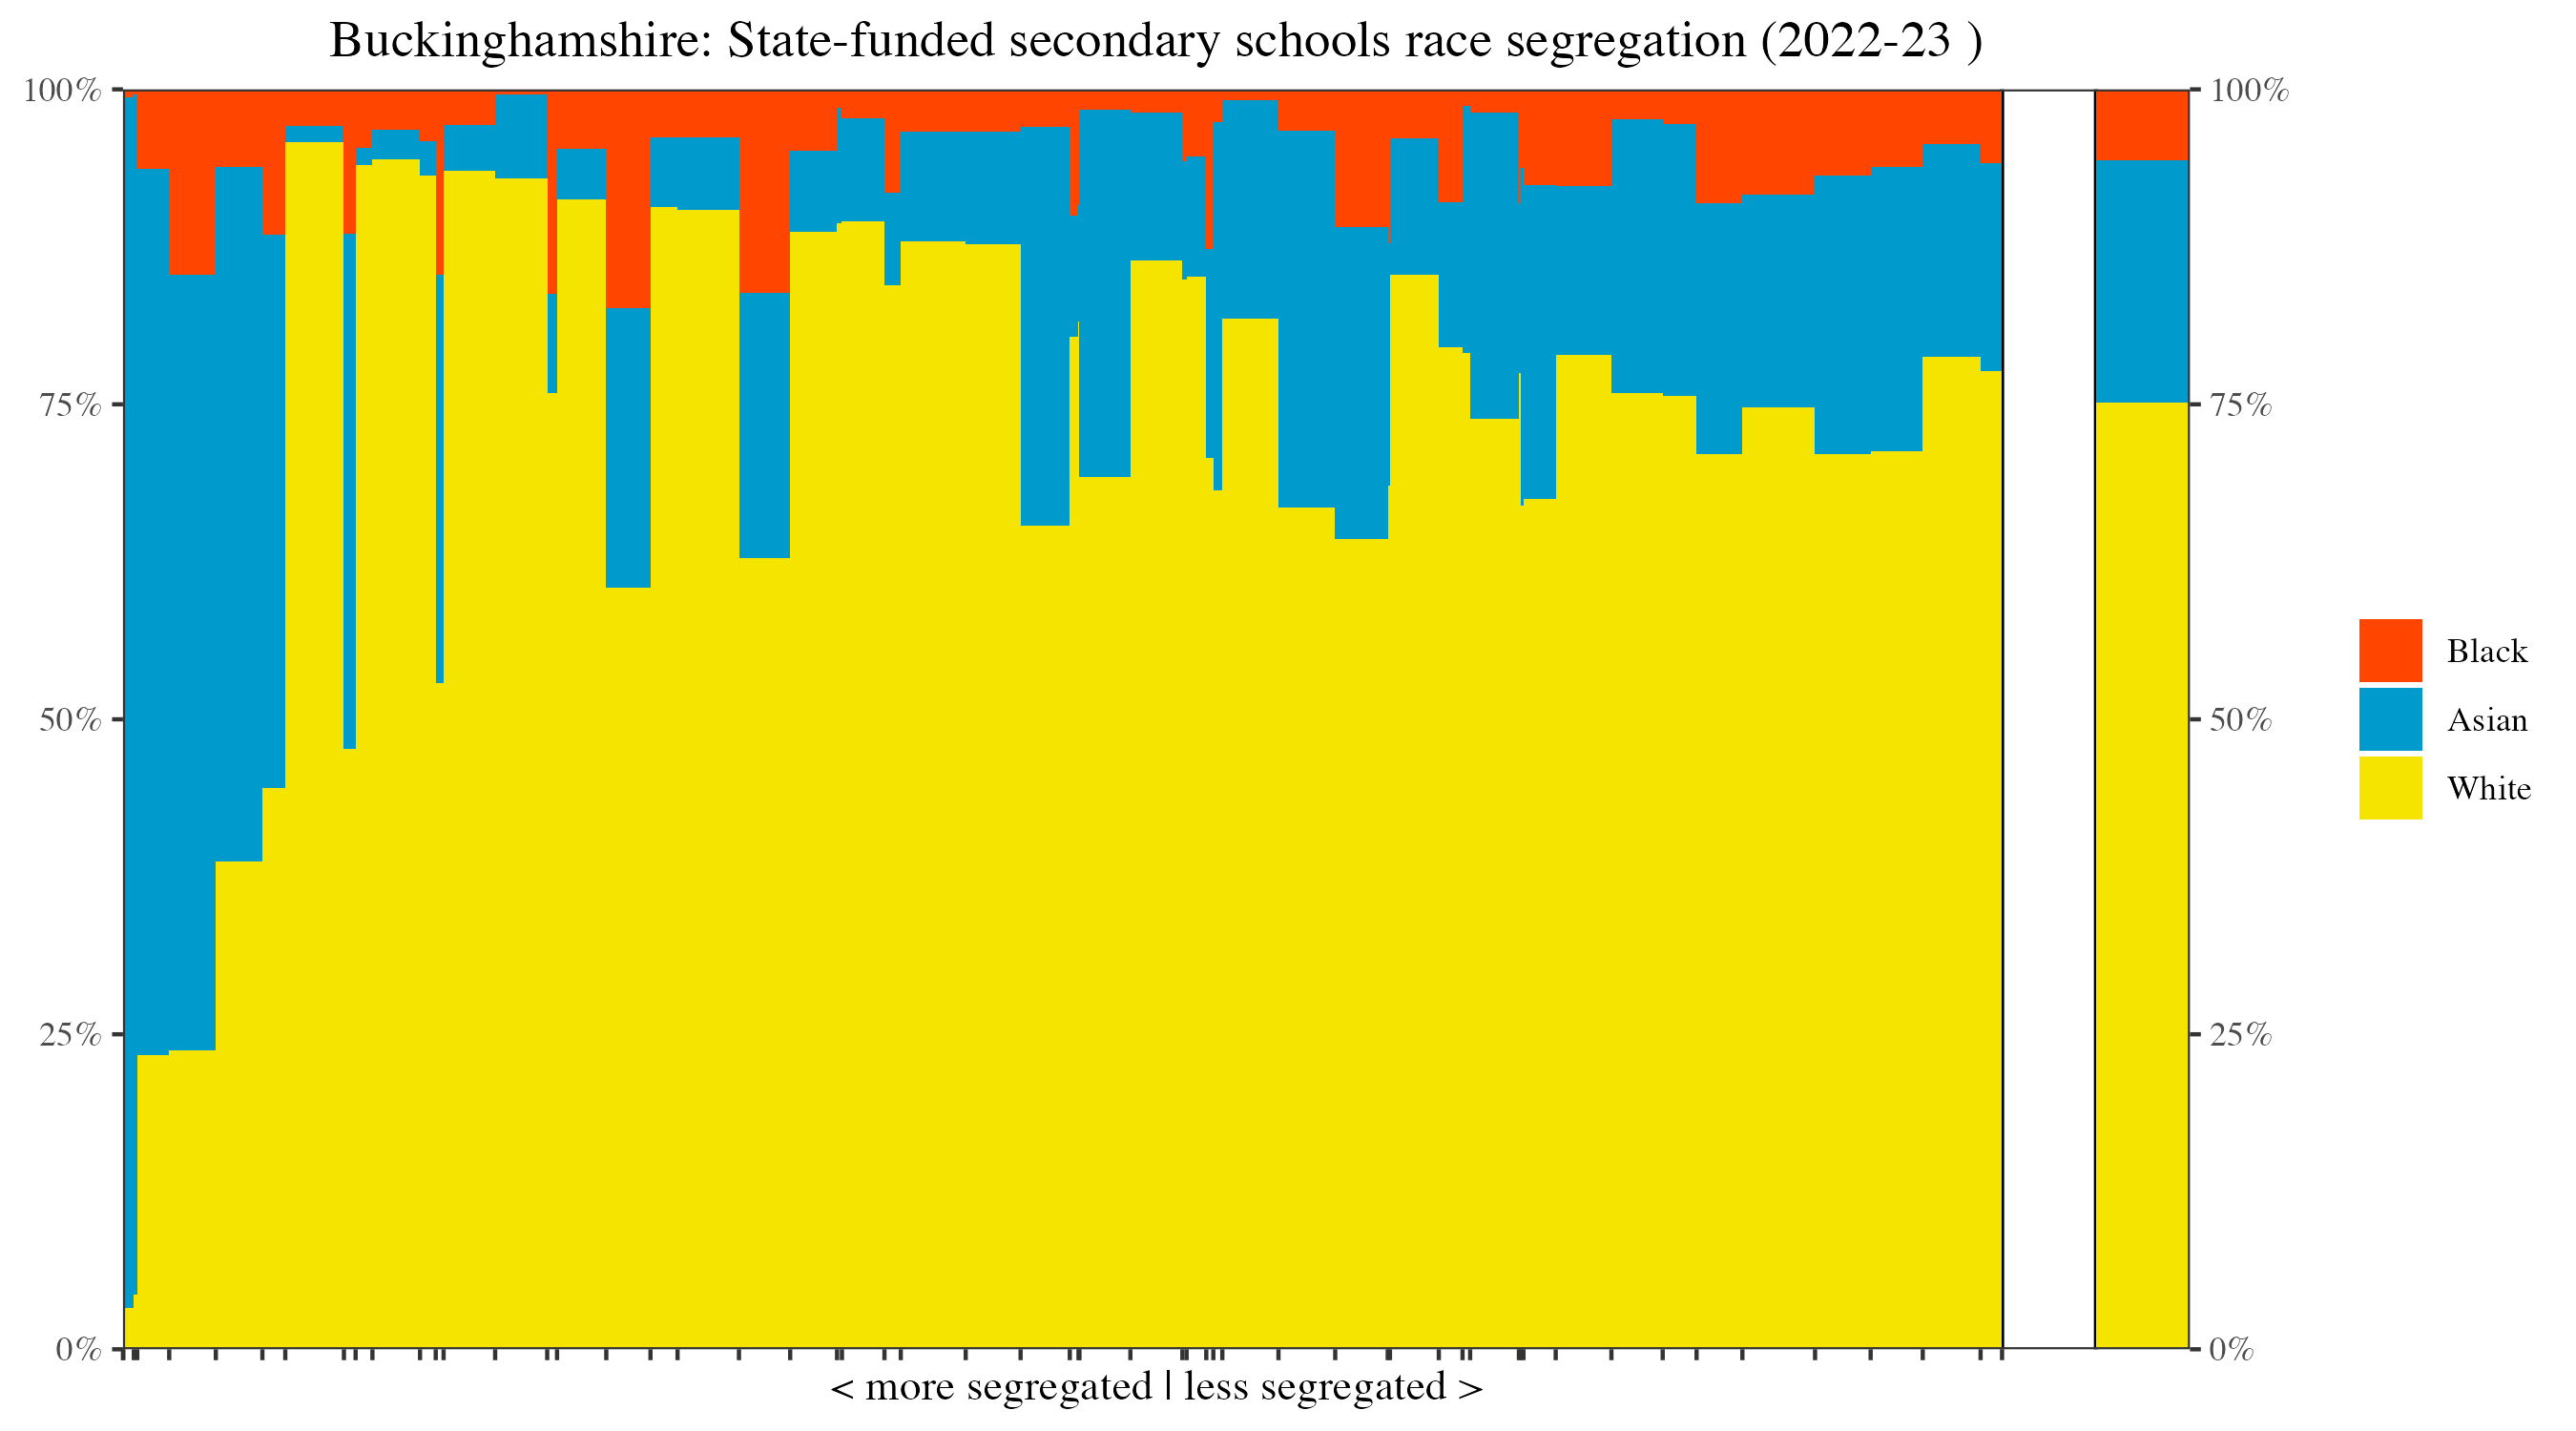 Buckinghamshire: State-funded secondary schools race segregation (2022-23 )
100%
75%
50%
25%
0%
100%
75%
50%
25%
0%
Black
Asian
White
< more segregated | less segregated >